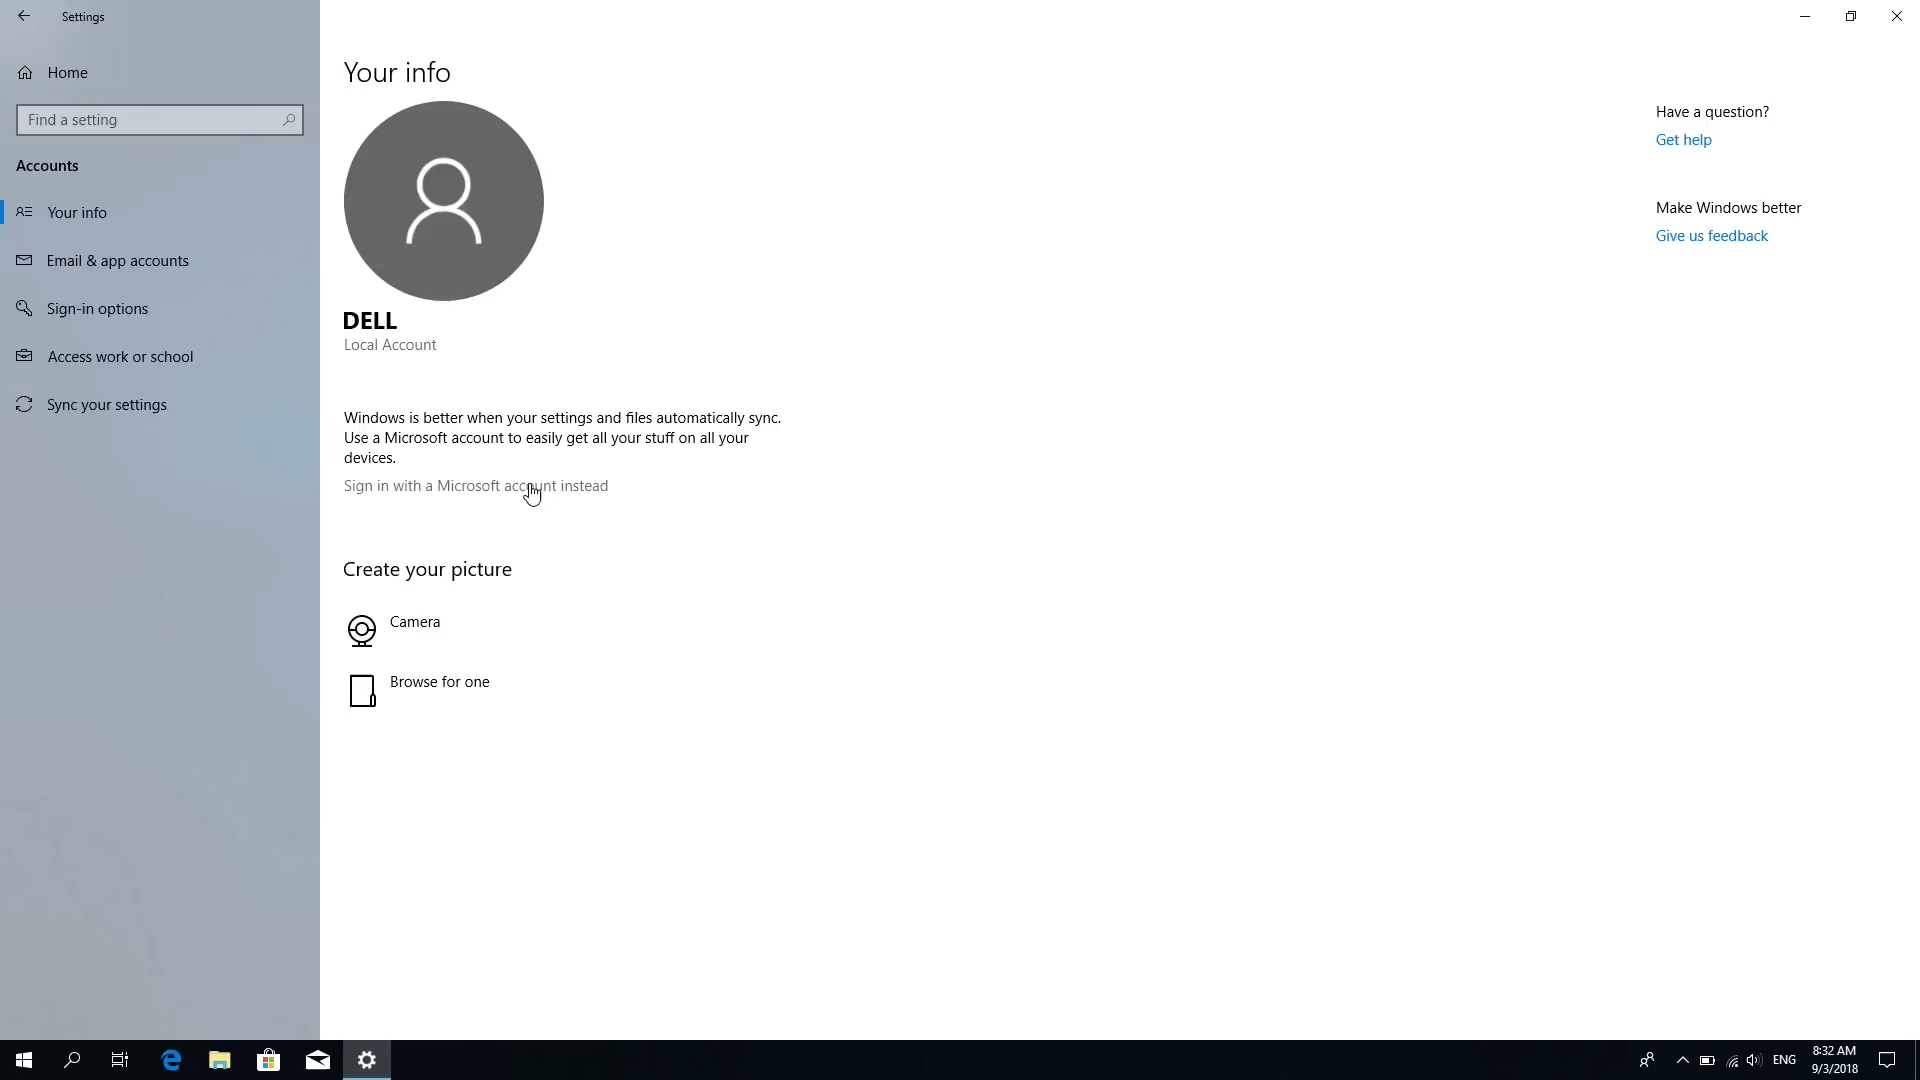 Settings
Home
Find a setting
Accounts
Your info
Email & app accounts
Sign-in options
Access work or school
Sync your settings
Your info
DELL
Local Account
Windows is better when your settings and files automatically sync.
Use a Microsoft account to easily get all your stuff on all your
devices.
Sign in with a Microsoft account instead
Create your picture
Camera
Browse for one
Have a question?
Get help
Make Windows better
Give us feedback
ENG
8:32 AM
9/3/2018